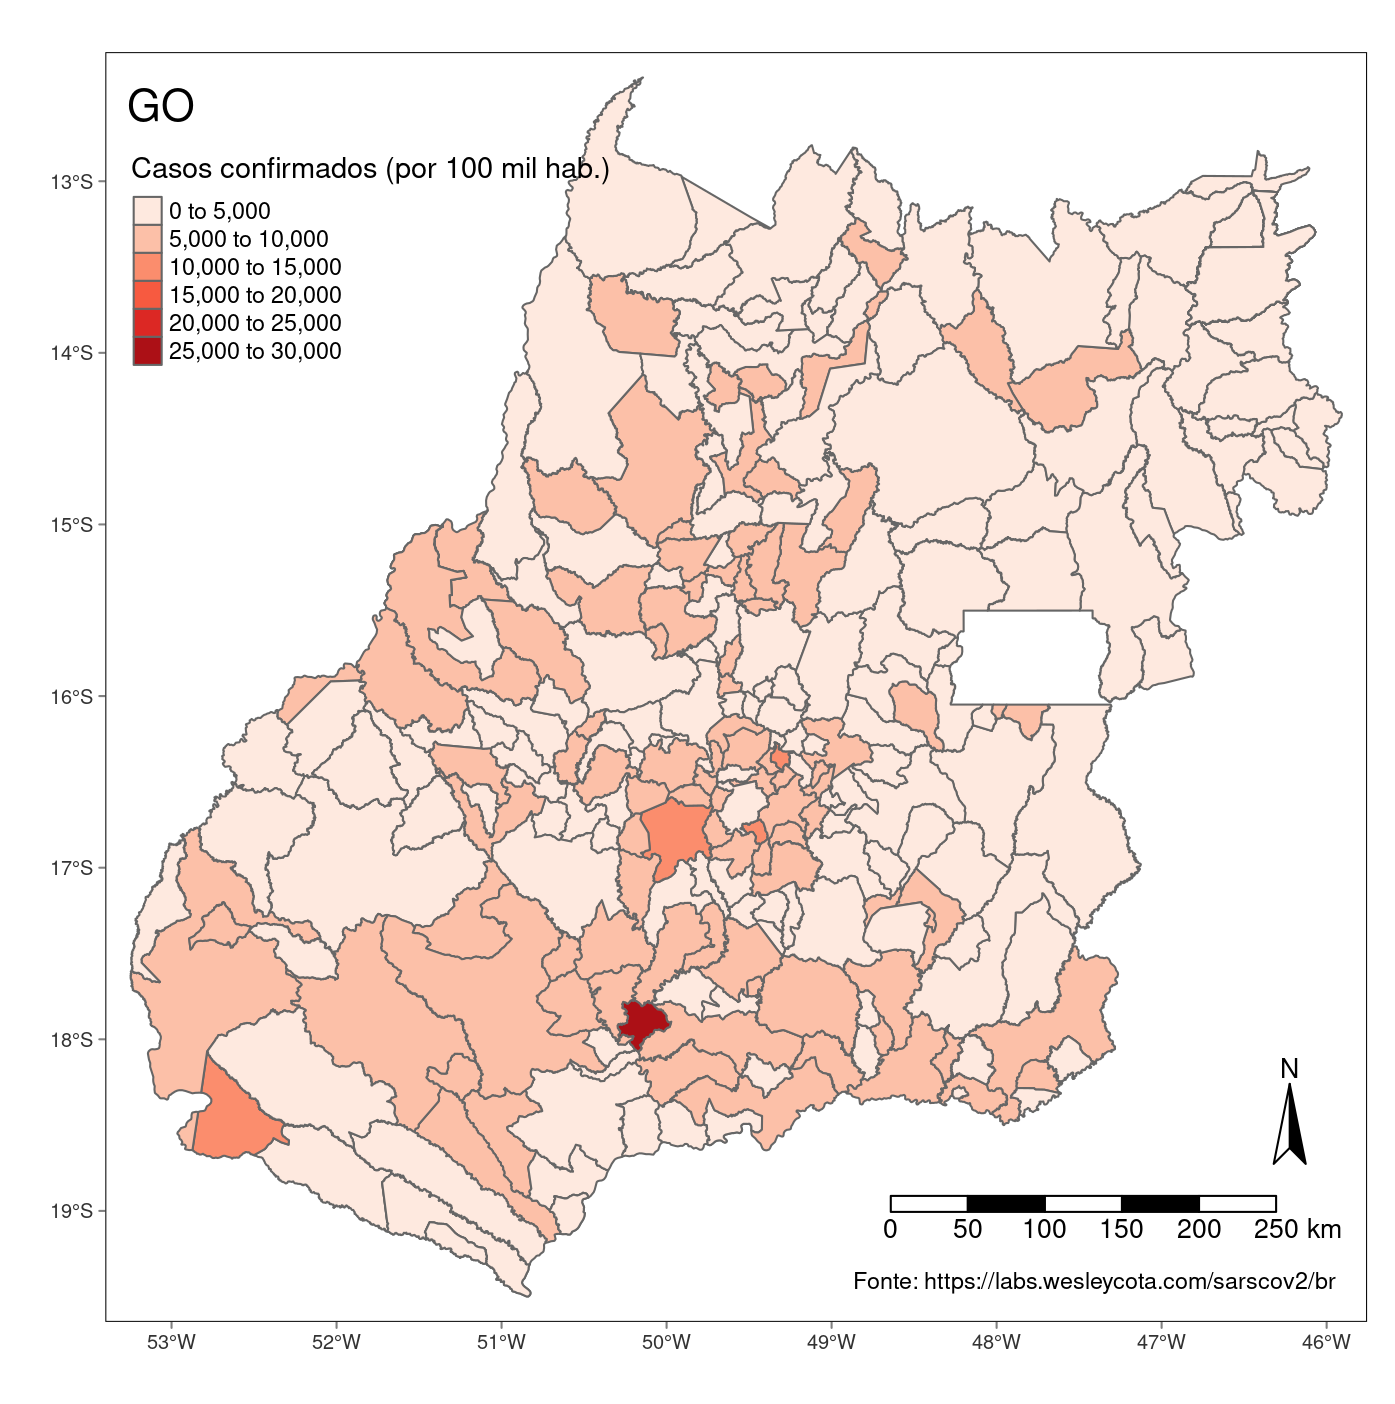 GO
Casos confirmados (por 100 mil hab.)
0 to 5,000
5,000 to 10,000
10,000 to 15,000
15,000 to 20,000
20,000 to 25,000
25,000 to 30,000
13°S
14°S
15°S
16°S
17°S
18°S
19°S
N
0 50 100 150 200 250 km
Fonte: https://labs.wesleycota.com/sarscov2/br
53°W 52°W 51°W 50°W 49°W 48°W 47°W 46°W